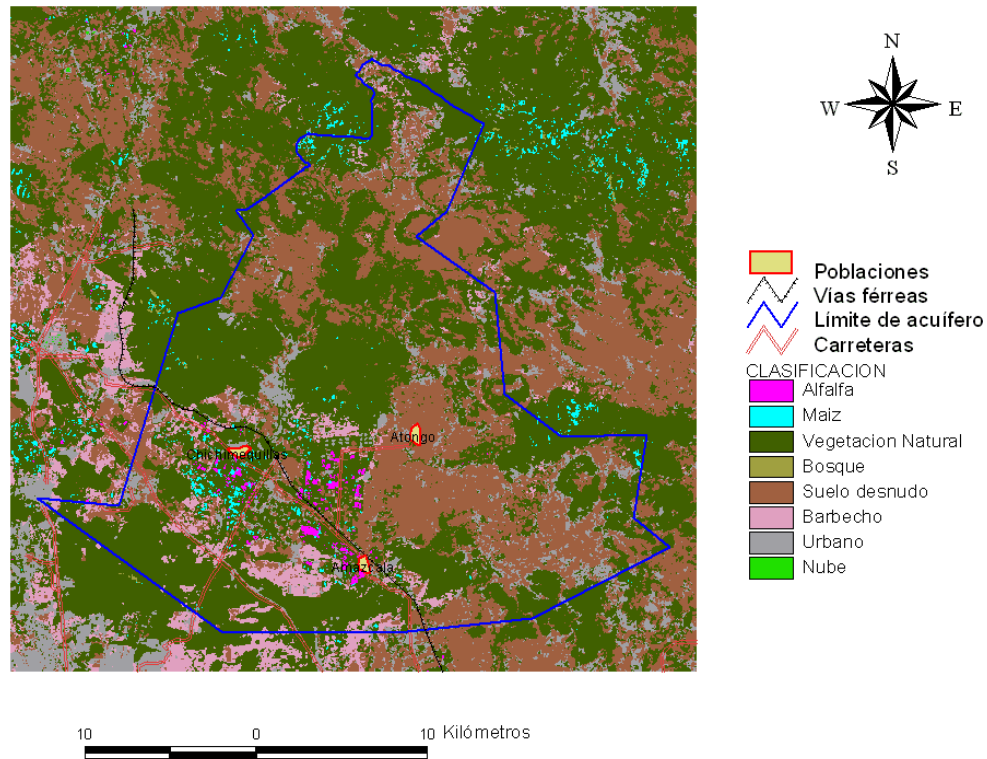 N
W E
S
Poblaciones
Vías férreas
Límite de acuífero
Carreteras
CLASIFICACION
Alfalfa
Maiz
Vegetacion Natural
Bosque
Suelo desnudo
Barbecho
Urbano
Nube
Atongo
Chichimequillas
Amazcala
10 0 10 Kilómetros